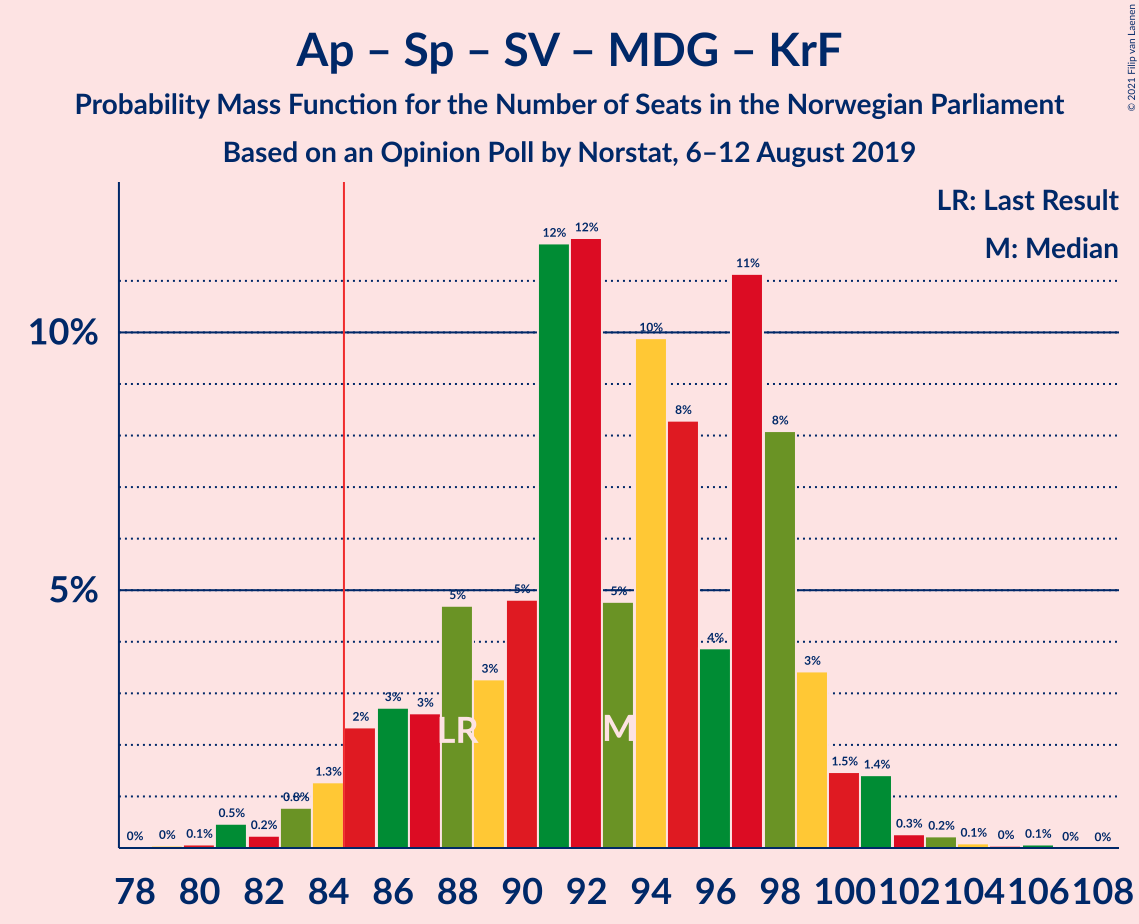 Ap – Sp – SV – MDG – KrF
Probability Mass Function for the Number of Seats in the Norwegian Parliament
Based on an Opinion Poll by Norstat, 6–12 August 2019
© 2021 Filip van Laenen
LR: Last Result
M: Median
10%
5%
0% 0% 0.1% 0.5% 0.2% 0.8% 1.3% 2% 3% 3% 5% 3% 5% 12% 12% 5% 10% 8% 4% 11% 8% 3% 1.5% 1.4% 0.3% 0.2% 0.1% 0% 0.1% 0% 0%
LR M
78 80 82 84 86 88 90 92 94 96 98 100 102 104 106 108